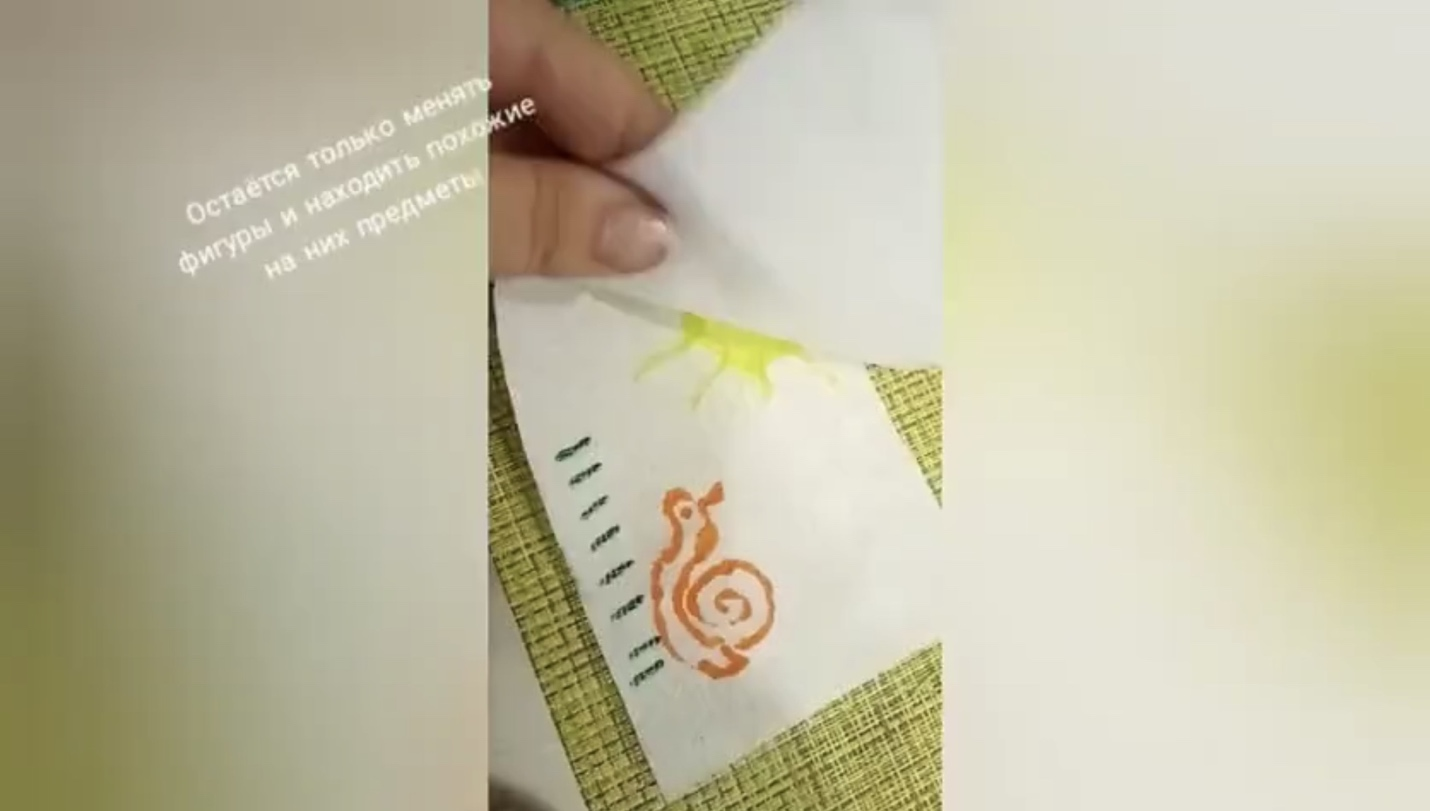 Остаётся только менять
фигуры и находить похожие
на них предметы